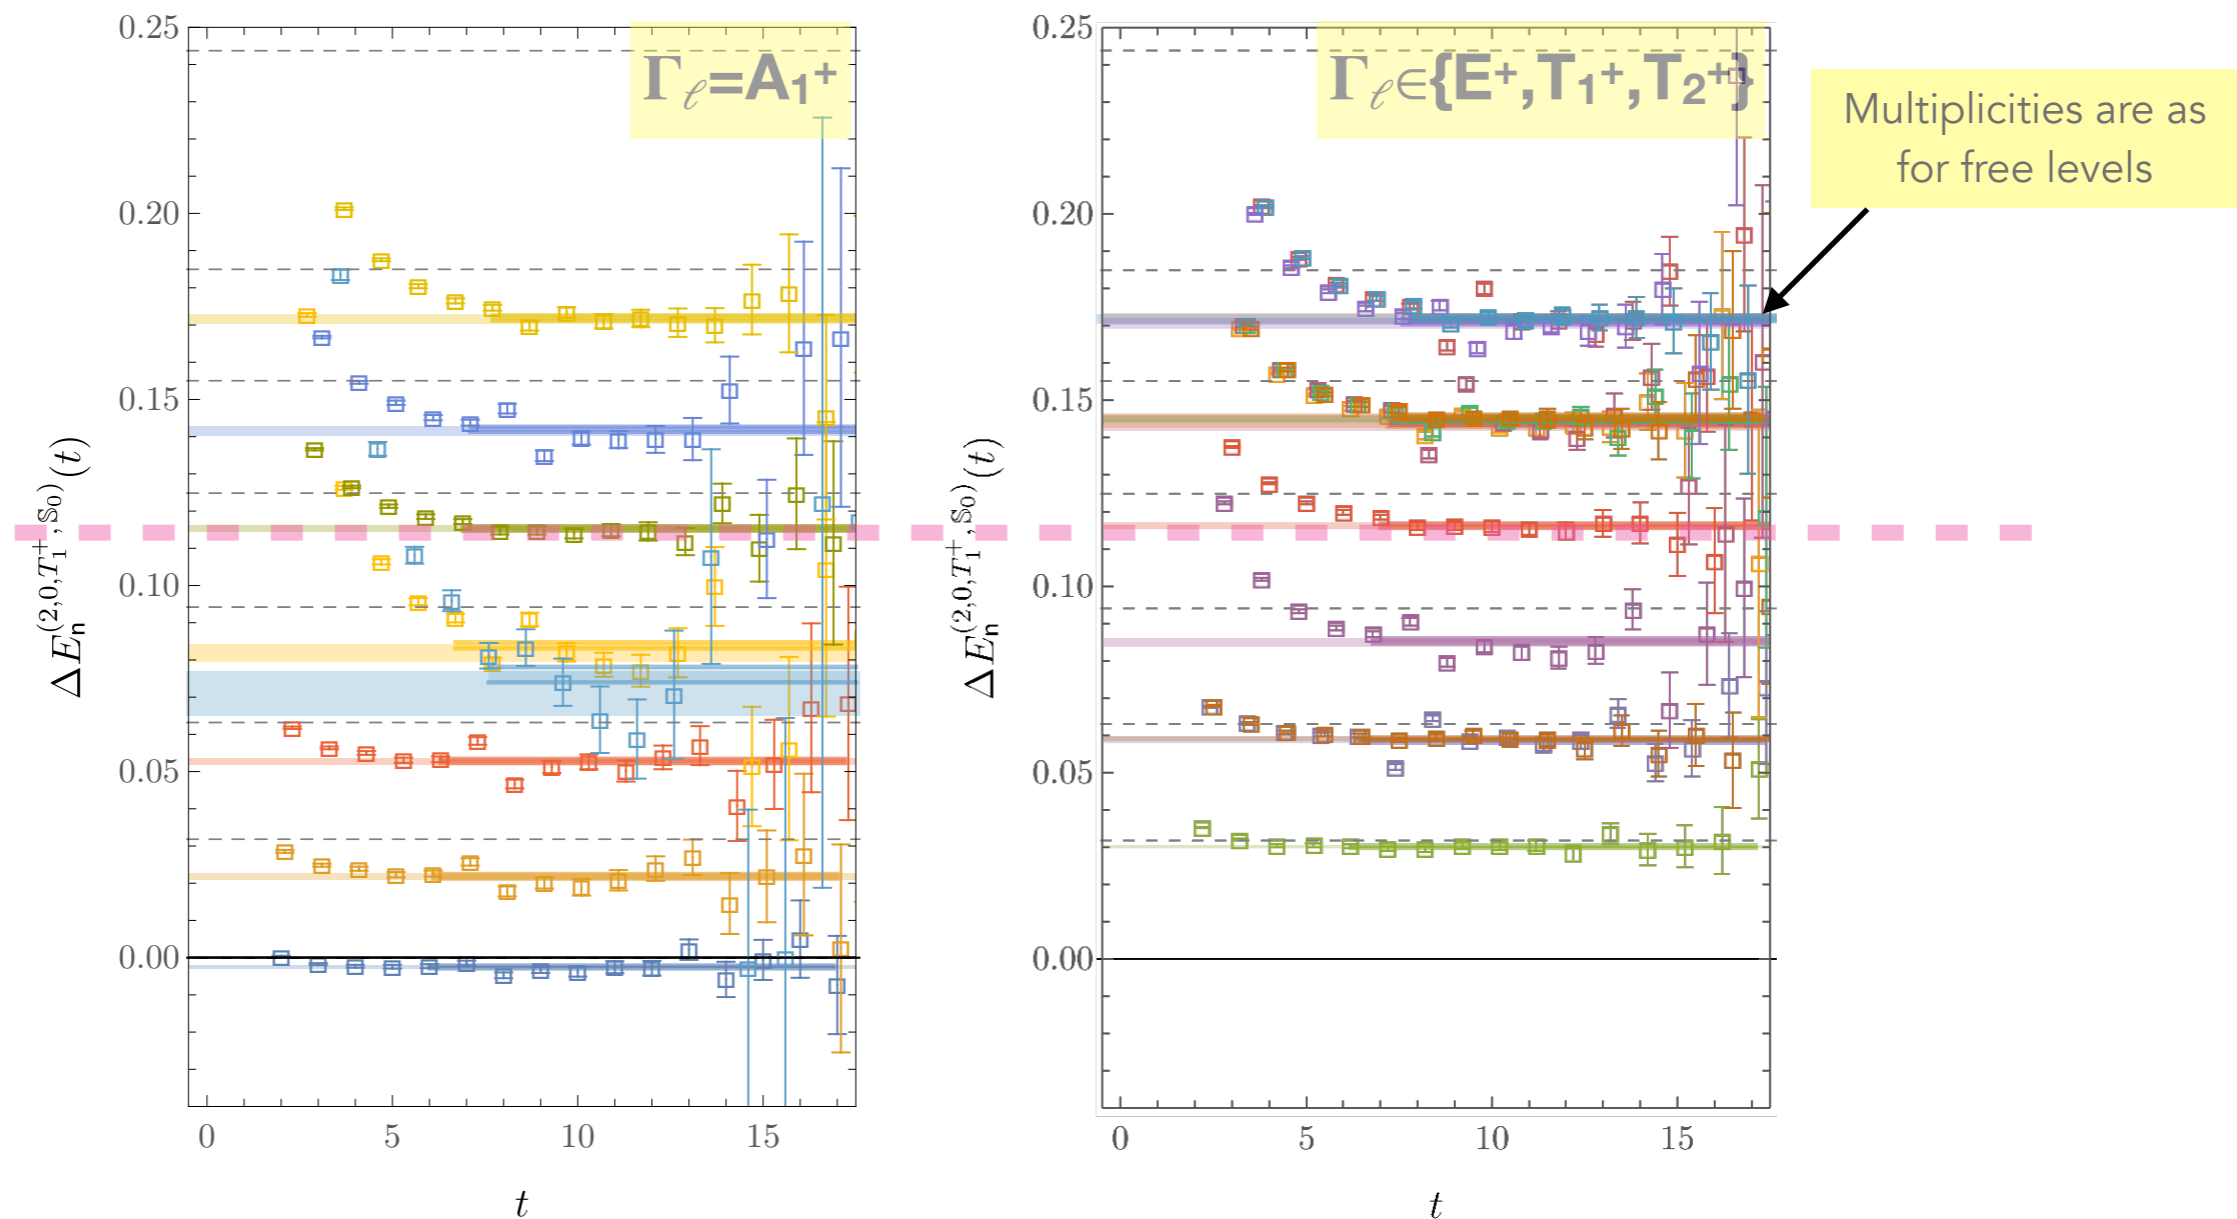 Γℓ=A₁⁺
0.25
0.20
0.15
0.10
0.05
0.00
0
5
10
15
t
ΔEₙ^(2,0,T₁⁺,𝕊₀)(t)
Γℓ∈{E⁺,T₁⁺,T₂⁺}
0.25
0.20
0.15
0.10
0.05
0.00
0
5
10
15
t
ΔEₙ^(2,0,T₁⁺,𝕊₀)(t)
Multiplicities are as
for free levels